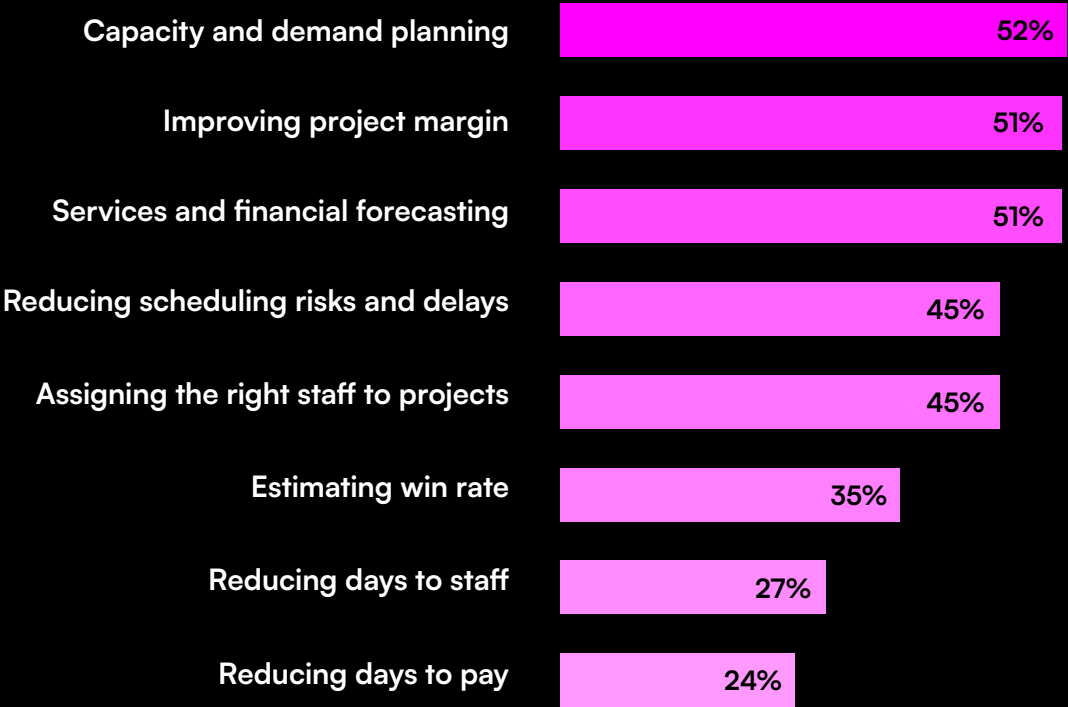 Capacity and demand planning 52%
Improving project margin 51%
Services and financial forecasting 51%
Reducing scheduling risks and delays 45%
Assigning the right staff to projects 45%
Estimating win rate 35%
Reducing days to staff 27%
Reducing days to pay 24%